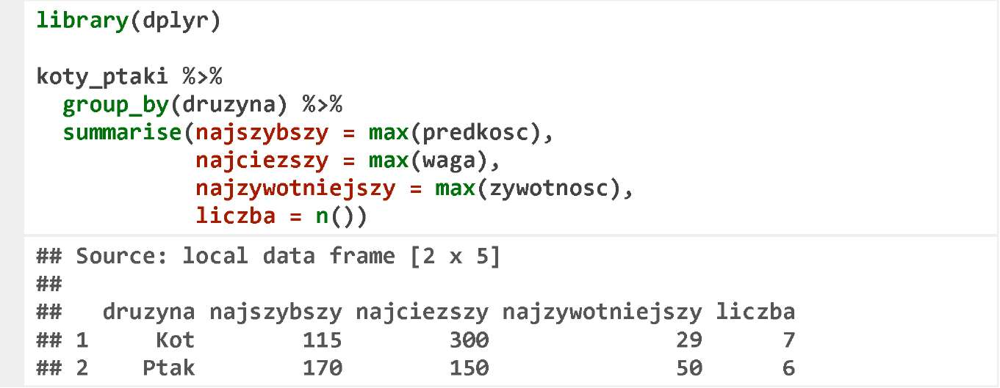 library(dplyr)

koty_ptaki %>%
  group_by(druzyna) %>%
  summarise(najszybszy = max(predkosc),
            najciezszy = max(waga),
            najzywotniejszy = max(zywotnosc),
            liczba = n())
## Source: local data frame [2 x 5]
##
##   druzyna najszybszy najciezszy najzywotniejszy liczba
## 1     Kot        115        300              29      7
## 2    Ptak        170        150              50      6